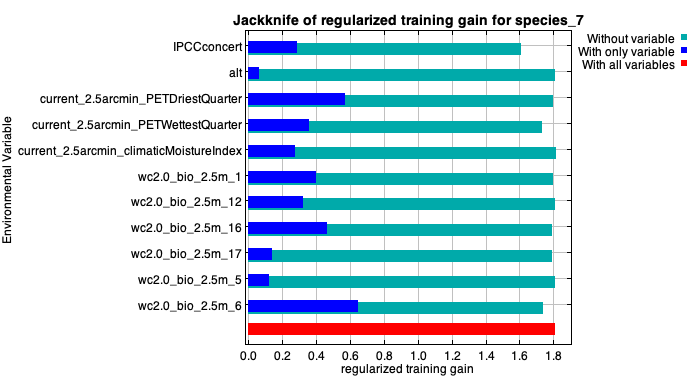 Jackknife of regularized training gain for species_7
Without variable
With only variable
With all variables
Environmental Variable
IPCCconcert
alt
current_2.5arcmin_PETDriestQuarter
current_2.5arcmin_PETWettestQuarter
current_2.5arcmin_climaticMoistureIndex
wc2.0_bio_2.5m_1
wc2.0_bio_2.5m_12
wc2.0_bio_2.5m_16
wc2.0_bio_2.5m_17
wc2.0_bio_2.5m_5
wc2.0_bio_2.5m_6
0.0 0.2 0.4 0.6 0.8 1.0 1.2 1.4 1.6 1.8
regularized training gain